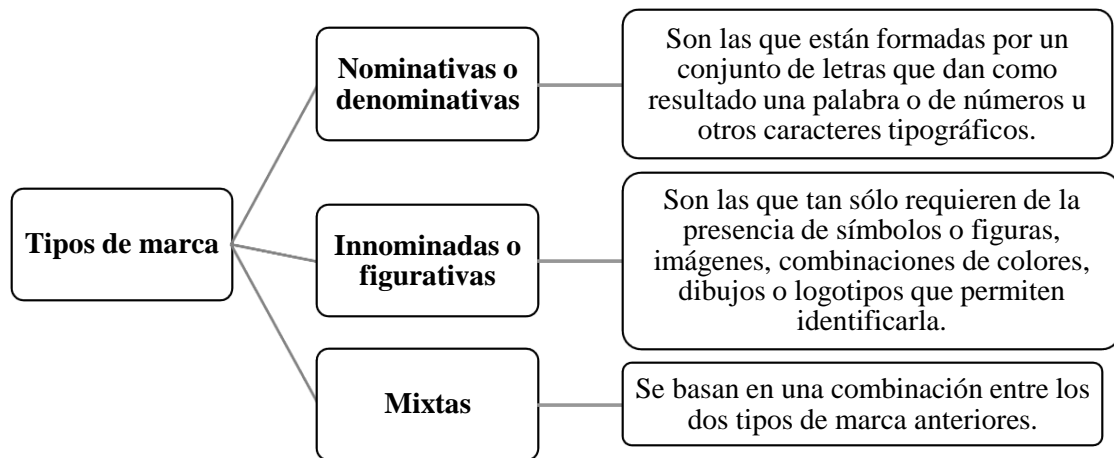 Tipos de marca
Nominativas o
denominativas
Son las que están formadas por un
conjunto de letras que dan como
resultado una palabra o de números u
otros caracteres tipográficos.
Innominadas o
figurativas
Son las que tan sólo requieren de la
presencia de símbolos o figuras,
imágenes, combinaciones de colores,
dibujos o logotipos que permiten
identificarla.
Mixtas
Se basan en una combinación entre los
dos tipos de marca anteriores.